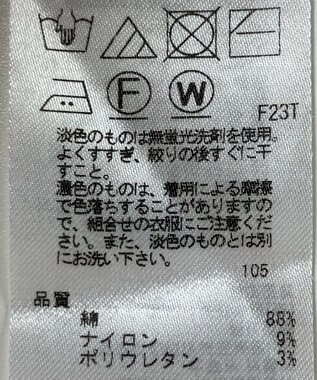 F
W
F23T
淡色のものは無蛍光洗剤を使用。
よくすすぎ、絞りの後すぐに干
すこと。
濃色のものは、着用による摩擦
で色落ちすることがありますの
で、組合せの衣服にご注意くだ
さい。また、淡色のものとは別
にお洗い下さい。
105
品質
綿 88%
ナイロン 9%
ポリウレタン 3%